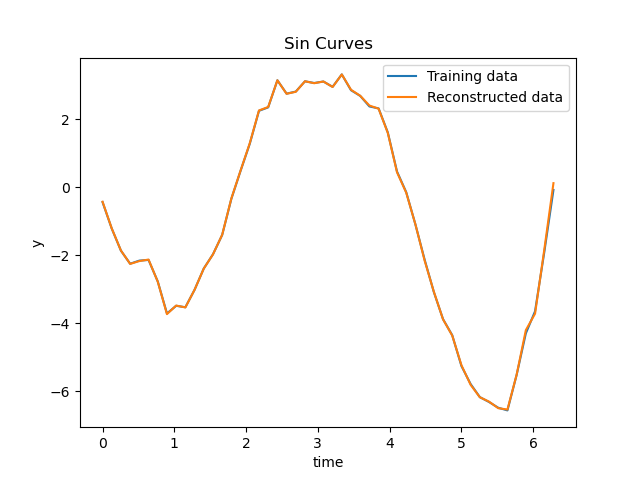 Sin Curves
Training data
Reconstructed data
2
0
−2
−4
−6
y
0 1 2 3 4 5 6
time